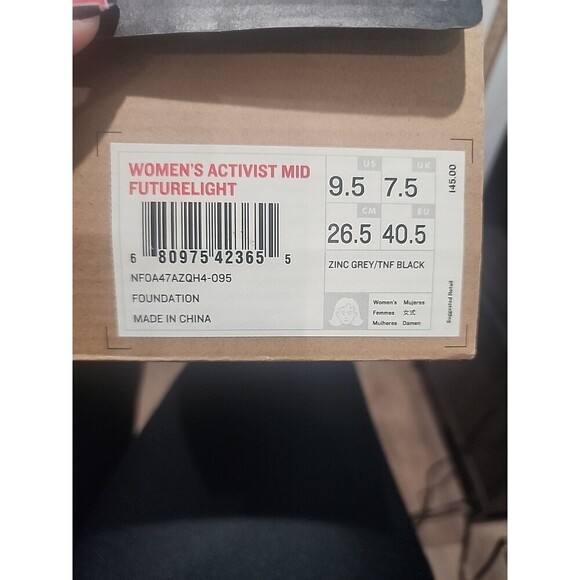 WOMEN'S ACTIVIST MID
FUTURELIGHT
6 80975 42365 5
NF0A47AZQH4-095
FOUNDATION
MADE IN CHINA
US
9.5
UK
7.5
CM
26.5
EU
40.5
ZINC GREY/TNF BLACK
Women's Mujeres
Femmes 女式
Mulheres Damen
145.00
Suggested Retail